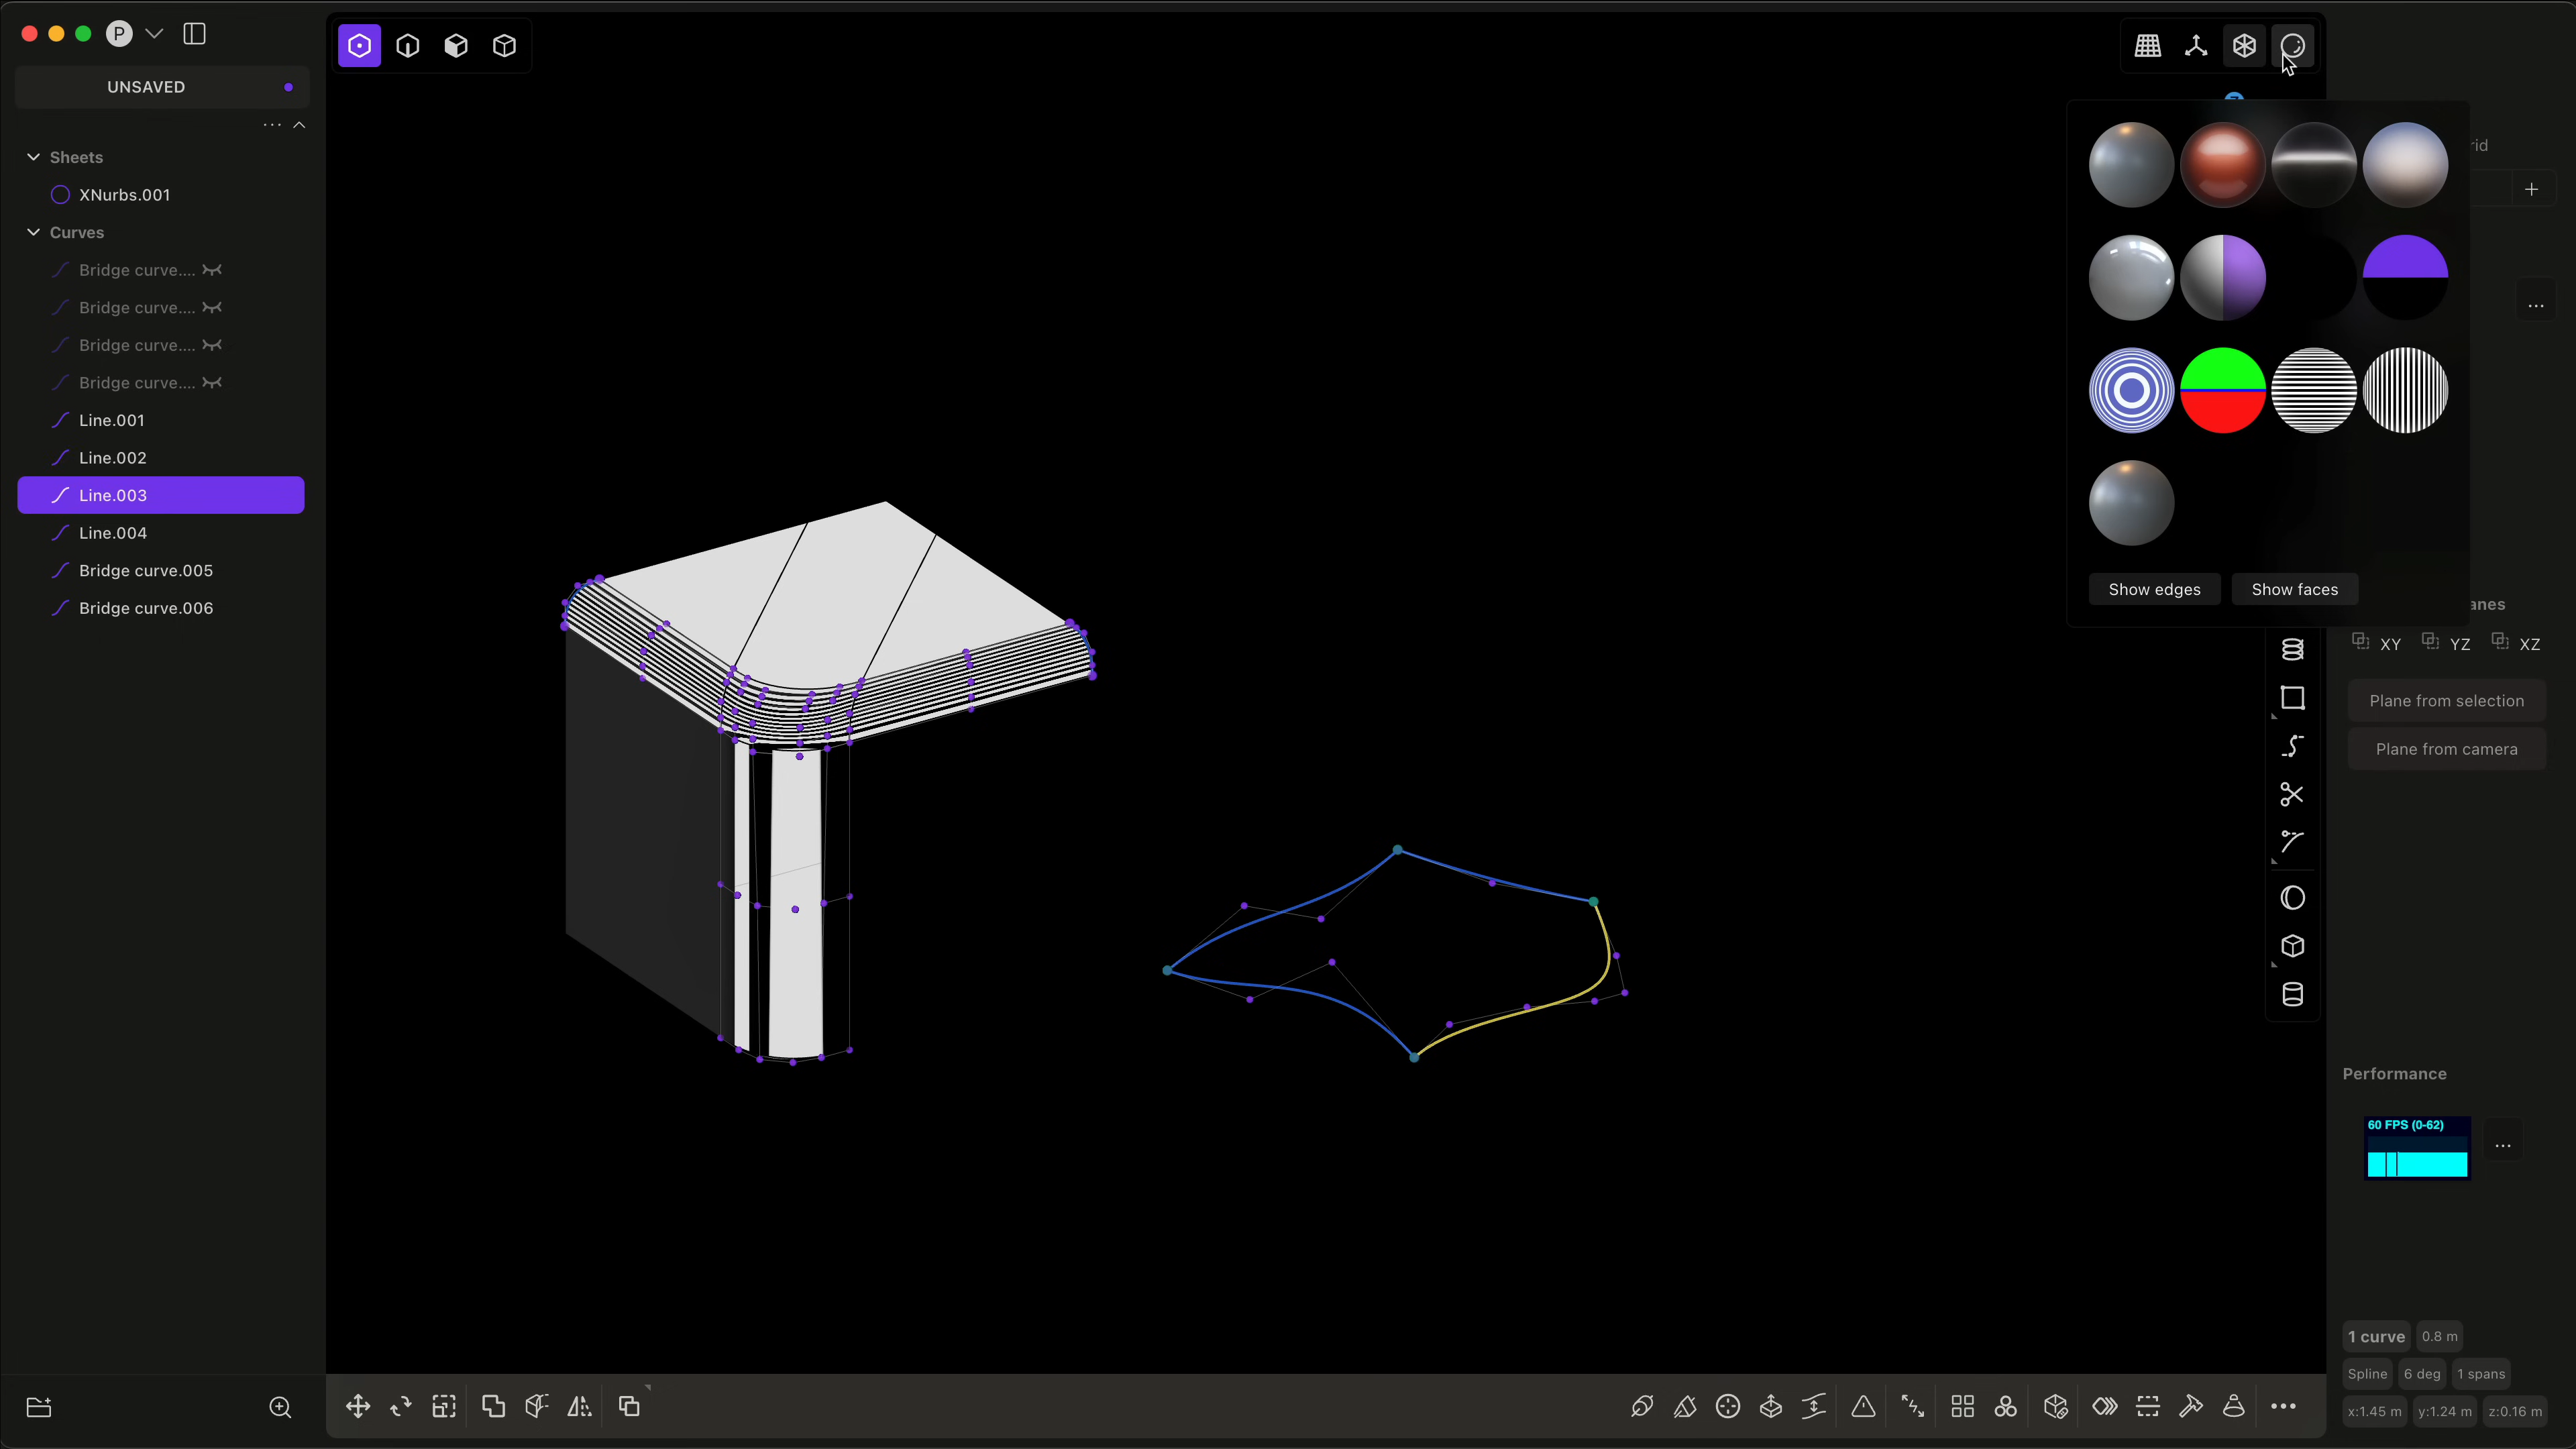 P
UNSAVED
Sheets
XNurbs.001
Curves
Bridge curve....
Bridge curve....
Bridge curve....
Bridge curve....
Line.001
Line.002
Line.003
Line.004
Bridge curve.005
Bridge curve.006
rid
Show edges
Show faces
anes
XY
YZ
XZ
Plane from selection
Plane from camera
Performance
60 FPS (0-62)
1 curve
0.8 m
Spline
6 deg
1 spans
x:1.45 m
y:1.24 m
z:0.16 m